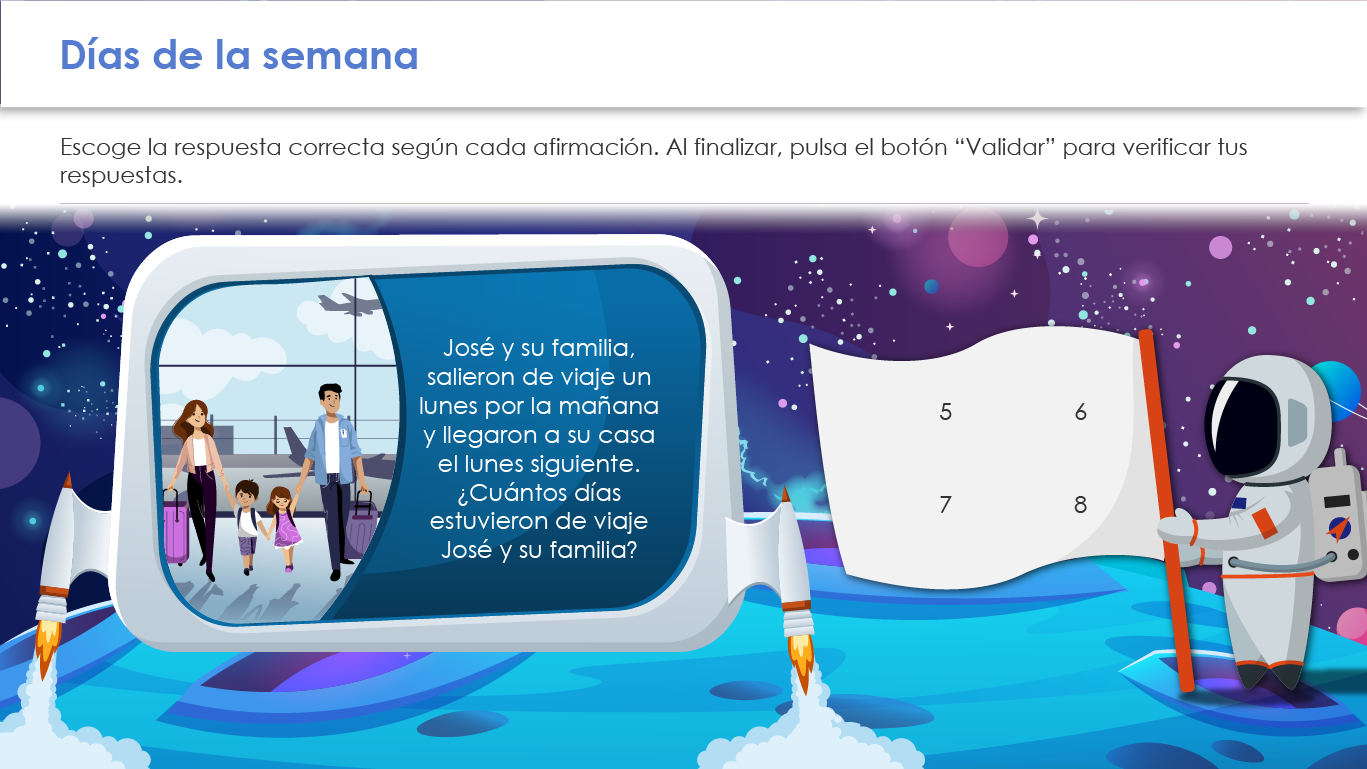 Días de la semana
Escoge la respuesta correcta según cada afirmación. Al finalizar, pulsa el botón “Validar” para verificar tus
respuestas.
José y su familia,
salieron de viaje un
lunes por la mañana
y llegaron a su casa
el lunes siguiente.
¿Cuántos días
estuvieron de viaje
José y su familia?
5 6
7 8